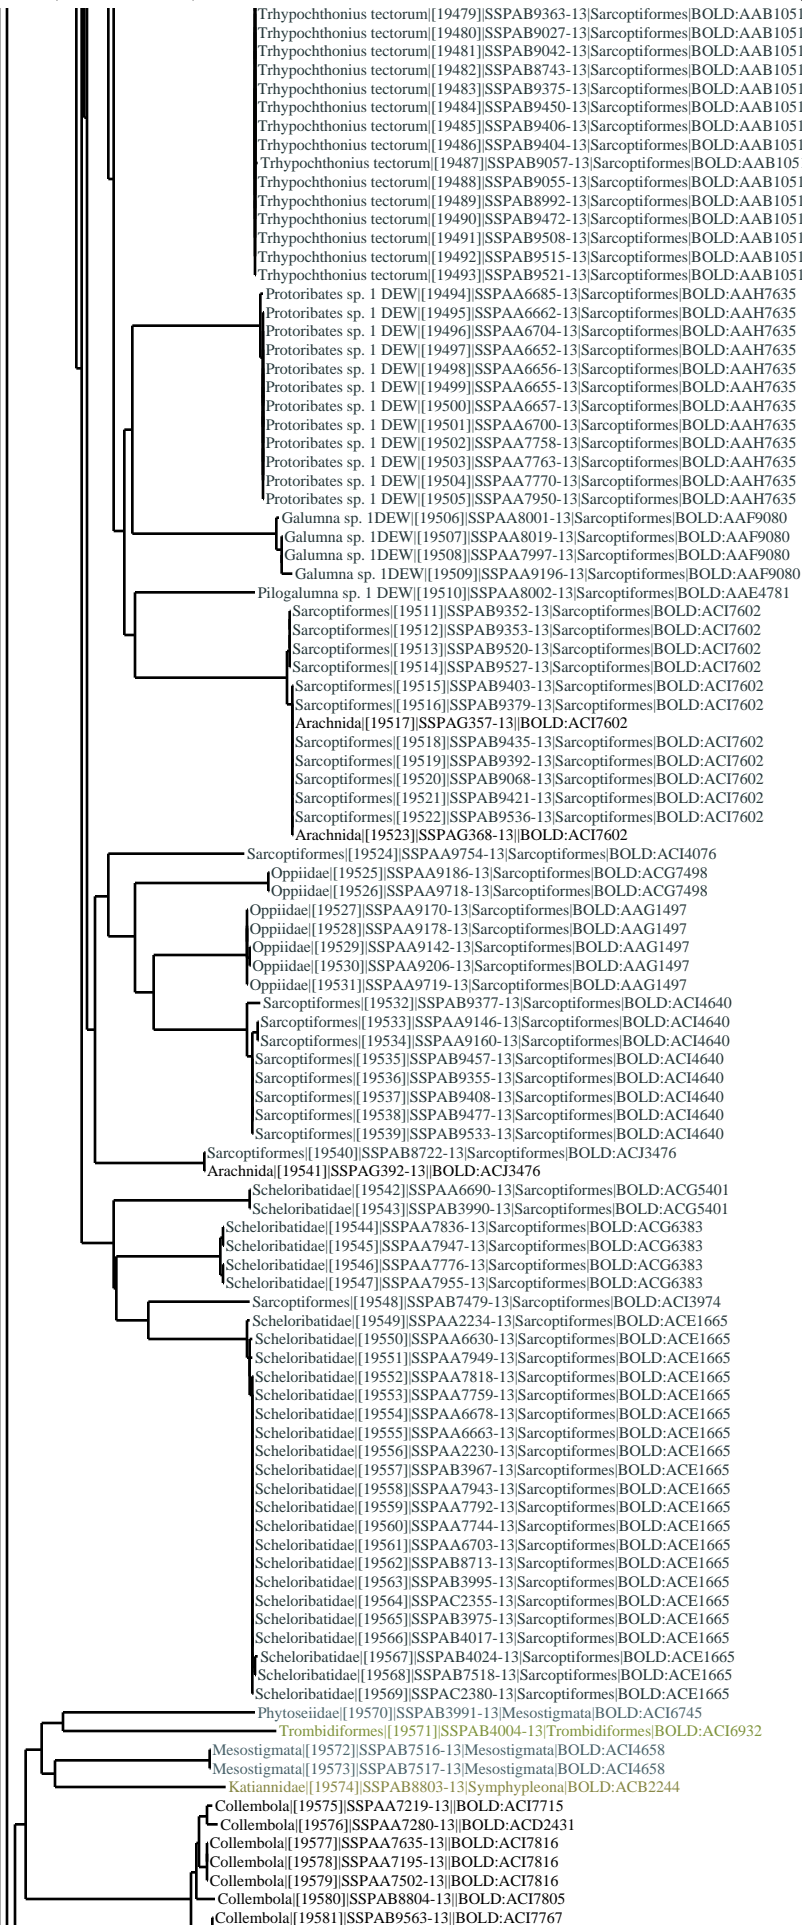 Trhypochthonius tectorum|[19479]|SSPAB9363-13|Sarcoptiformes|BOLD:AAB1051
Trhypochthonius tectorum|[19480]|SSPAB9027-13|Sarcoptiformes|BOLD:AAB1051
Trhypochthonius tectorum|[19481]|SSPAB9042-13|Sarcoptiformes|BOLD:AAB1051
Trhypochthonius tectorum|[19482]|SSPAB8743-13|Sarcoptiformes|BOLD:AAB1051
Trhypochthonius tectorum|[19483]|SSPAB9375-13|Sarcoptiformes|BOLD:AAB1051
Trhypochthonius tectorum|[19484]|SSPAB9450-13|Sarcoptiformes|BOLD:AAB1051
Trhypochthonius tectorum|[19485]|SSPAB9406-13|Sarcoptiformes|BOLD:AAB1051
Trhypochthonius tectorum|[19486]|SSPAB9404-13|Sarcoptiformes|BOLD:AAB1051
Trhypochthonius tectorum|[19487]|SSPAB9057-13|Sarcoptiformes|BOLD:AAB105
Trhypochthonius tectorum|[19488]|SSPAB9055-13|Sarcoptiformes|BOLD:AAB1051
Trhypochthonius tectorum|[19489]|SSPAB8992-13|Sarcoptiformes|BOLD:AAB1051
Trhypochthonius tectorum|[19490]|SSPAB9472-13|Sarcoptiformes|BOLD:AAB1051
Trhypochthonius tectorum|[19491]|SSPAB9508-13|Sarcoptiformes|BOLD:AAB1051
Trhypochthonius tectorum|[19492]|SSPAB9515-13|Sarcoptiformes|BOLD:AAB1051
Trhypochthonius tectorum|[19493]|SSPAB9521-13|Sarcoptiformes|BOLD:AAB1051
Protoribates sp. 1 DEW|[19494]|SSPAA6685-13|Sarcoptiformes|BOLD:AAH7635
Protoribates sp. 1 DEW|[19495]|SSPAA6662-13|Sarcoptiformes|BOLD:AAH7635
Protoribates sp. 1 DEW|[19496]|SSPAA6704-13|Sarcoptiformes|BOLD:AAH7635
Protoribates sp. 1 DEW|[19497]|SSPAA6652-13|Sarcoptiformes|BOLD:AAH7635
Protoribates sp. 1 DEW|[19498]|SSPAA6656-13|Sarcoptiformes|BOLD:AAH7635
Protoribates sp. 1 DEW|[19499]|SSPAA6655-13|Sarcoptiformes|BOLD:AAH7635
Protoribates sp. 1 DEW|[19500]|SSPAA6657-13|Sarcoptiformes|BOLD:AAH7635
Protoribates sp. 1 DEW|[19501]|SSPAA6700-13|Sarcoptiformes|BOLD:AAH7635
Protoribates sp. 1 DEW|[19502]|SSPAA7758-13|Sarcoptiformes|BOLD:AAH7635
Protoribates sp. 1 DEW|[19503]|SSPAA7763-13|Sarcoptiformes|BOLD:AAH7635
Protoribates sp. 1 DEW|[19504]|SSPAA7770-13|Sarcoptiformes|BOLD:AAH7635
Protoribates sp. 1 DEW|[19505]|SSPAA7950-13|Sarcoptiformes|BOLD:AAH7635
Galumna sp. 1DEW|[19506]|SSPAA8001-13|Sarcoptiformes|BOLD:AAF9080
Galumna sp. 1DEW|[19507]|SSPAA8019-13|Sarcoptiformes|BOLD:AAF9080
Galumna sp. 1DEW|[19508]|SSPAA7997-13|Sarcoptiformes|BOLD:AAF9080
Galumna sp. 1DEW|[19509]|SSPAA9196-13|Sarcoptiformes|BOLD:AAF9080
Pilogalumna sp. 1 DEW|[19510]|SSPAA8002-13|Sarcoptiformes|BOLD:AAE4781
Sarcoptiformes|[19511]|SSPAB9352-13|Sarcoptiformes|BOLD:ACI7602
Sarcoptiformes|[19512]|SSPAB9353-13|Sarcoptiformes|BOLD:ACI7602
Sarcoptiformes|[19513]|SSPAB9520-13|Sarcoptiformes|BOLD:ACI7602
Sarcoptiformes|[19514]|SSPAB9527-13|Sarcoptiformes|BOLD:ACI7602
Sarcoptiformes|[19515]|SSPAB9403-13|Sarcoptiformes|BOLD:ACI7602
Sarcoptiformes|[19516]|SSPAB9379-13|Sarcoptiformes|BOLD:ACI7602
Arachnida|[19517]|SSPAG357-13||BOLD:ACI7602
Sarcoptiformes|[19518]|SSPAB9435-13|Sarcoptiformes|BOLD:ACI7602
Sarcoptiformes|[19519]|SSPAB9392-13|Sarcoptiformes|BOLD:ACI7602
Sarcoptiformes|[19520]|SSPAB9068-13|Sarcoptiformes|BOLD:ACI7602
Sarcoptiformes|[19521]|SSPAB9421-13|Sarcoptiformes|BOLD:ACI7602
Sarcoptiformes|[19522]|SSPAB9536-13|Sarcoptiformes|BOLD:ACI7602
Arachnida|[19523]|SSPAG368-13||BOLD:ACI7602
Sarcoptiformes|[19524]|SSPAA9754-13|Sarcoptiformes|BOLD:ACI4076
Oppiidae|[19525]|SSPAA9186-13|Sarcoptiformes|BOLD:ACG7498
Oppiidae|[19526]|SSPAA9718-13|Sarcoptiformes|BOLD:ACG7498
Oppiidae|[19527]|SSPAA9170-13|Sarcoptiformes|BOLD:AAG1497
Oppiidae|[19528]|SSPAA9178-13|Sarcoptiformes|BOLD:AAG1497
Oppiidae|[19529]|SSPAA9142-13|Sarcoptiformes|BOLD:AAG1497
Oppiidae|[19530]|SSPAA9206-13|Sarcoptiformes|BOLD:AAG1497
Oppiidae|[19531]|SSPAA9719-13|Sarcoptiformes|BOLD:AAG1497
Sarcoptiformes|[19532]|SSPAB9377-13|Sarcoptiformes|BOLD:ACI4640
Sarcoptiformes|[19533]|SSPAA9146-13|Sarcoptiformes|BOLD:ACI4640
Sarcoptiformes|[19534]|SSPAA9160-13|Sarcoptiformes|BOLD:ACI4640
Sarcoptiformes|[19535]|SSPAB9457-13|Sarcoptiformes|BOLD:ACI4640
Sarcoptiformes|[19536]|SSPAB9355-13|Sarcoptiformes|BOLD:ACI4640
Sarcoptiformes|[19537]|SSPAB9408-13|Sarcoptiformes|BOLD:ACI4640
Sarcoptiformes|[19538]|SSPAB9477-13|Sarcoptiformes|BOLD:ACI4640
Sarcoptiformes|[19539]|SSPAB9533-13|Sarcoptiformes|BOLD:ACI4640
Sarcoptiformes|[19540]|SSPAB8722-13|Sarcoptiformes|BOLD:ACJ3476
Arachnida|[19541]|SSPAG392-13||BOLD:ACJ3476
Scheloribatidae|[19542]|SSPAA6690-13|Sarcoptiformes|BOLD:ACG5401
Scheloribatidae|[19543]|SSPAB3990-13|Sarcoptiformes|BOLD:ACG5401
Scheloribatidae|[19544]|SSPAA7836-13|Sarcoptiformes|BOLD:ACG6383
Scheloribatidae|[19545]|SSPAA7947-13|Sarcoptiformes|BOLD:ACG6383
Scheloribatidae|[19546]|SSPAA7776-13|Sarcoptiformes|BOLD:ACG6383
Scheloribatidae|[19547]|SSPAA7955-13|Sarcoptiformes|BOLD:ACG6383
Sarcoptiformes|[19548]|SSPAB7479-13|Sarcoptiformes|BOLD:ACI3974
Scheloribatidae|[19549]|SSPAA2234-13|Sarcoptiformes|BOLD:ACE1665
Scheloribatidae|[19550]|SSPAA6630-13|Sarcoptiformes|BOLD:ACE1665
Scheloribatidae|[19551]|SSPAA7949-13|Sarcoptiformes|BOLD:ACE1665
Scheloribatidae|[19552]|SSPAA7818-13|Sarcoptiformes|BOLD:ACE1665
Scheloribatidae|[19553]|SSPAA7759-13|Sarcoptiformes|BOLD:ACE1665
Scheloribatidae|[19554]|SSPAA6678-13|Sarcoptiformes|BOLD:ACE1665
Scheloribatidae|[19555]|SSPAA6663-13|Sarcoptiformes|BOLD:ACE1665
Scheloribatidae|[19556]|SSPAA2230-13|Sarcoptiformes|BOLD:ACE1665
Scheloribatidae|[19557]|SSPAB3967-13|Sarcoptiformes|BOLD:ACE1665
Scheloribatidae|[19558]|SSPAA7943-13|Sarcoptiformes|BOLD:ACE1665
Scheloribatidae|[19559]|SSPAA7792-13|Sarcoptiformes|BOLD:ACE1665
Scheloribatidae|[19560]|SSPAA7744-13|Sarcoptiformes|BOLD:ACE1665
Scheloribatidae|[19561]|SSPAA6703-13|Sarcoptiformes|BOLD:ACE1665
Scheloribatidae|[19562]|SSPAB8713-13|Sarcoptiformes|BOLD:ACE1665
Scheloribatidae|[19563]|SSPAB3995-13|Sarcoptiformes|BOLD:ACE1665
Scheloribatidae|[19564]|SSPAC2355-13|Sarcoptiformes|BOLD:ACE1665
Scheloribatidae|[19565]|SSPAB3975-13|Sarcoptiformes|BOLD:ACE1665
Scheloribatidae|[19566]|SSPAB4017-13|Sarcoptiformes|BOLD:ACE1665
Scheloribatidae|[19567]|SSPAB4024-13|Sarcoptiformes|BOLD:ACE1665
Scheloribatidae|[19568]|SSPAB7518-13|Sarcoptiformes|BOLD:ACE1665
Scheloribatidae|[19569]|SSPAC2380-13|Sarcoptiformes|BOLD:ACE1665
Phytoseiidae|[19570]|SSPAB3991-13|Mesostigmata|BOLD:ACI6745
Trombidiformes|[19571]|SSPAB4004-13|Trombidiformes|BOLD:ACI6932
Mesostigmata|[19572]|SSPAB7516-13|Mesostigmata|BOLD:ACI4658
Mesostigmata|[19573]|SSPAB7517-13|Mesostigmata|BOLD:ACI4658
Katiannidae|[19574]|SSPAB8803-13|Symphypleona|BOLD:ACB2244
Collembola|[19575]|SSPAA7219-13||BOLD:ACI7715
Collembola|[19576]|SSPAA7280-13||BOLD:ACD2431
Collembola|[19577]|SSPAA7635-13||BOLD:ACI7816
Collembola|[19578]|SSPAA7195-13||BOLD:ACI7816
Collembola|[19579]|SSPAA7502-13||BOLD:ACI7816
Collembola|[19580]|SSPAB8804-13||BOLD:ACI7805
Collembola|[19581]|SSPAB9563-13||BOLD:ACI7767